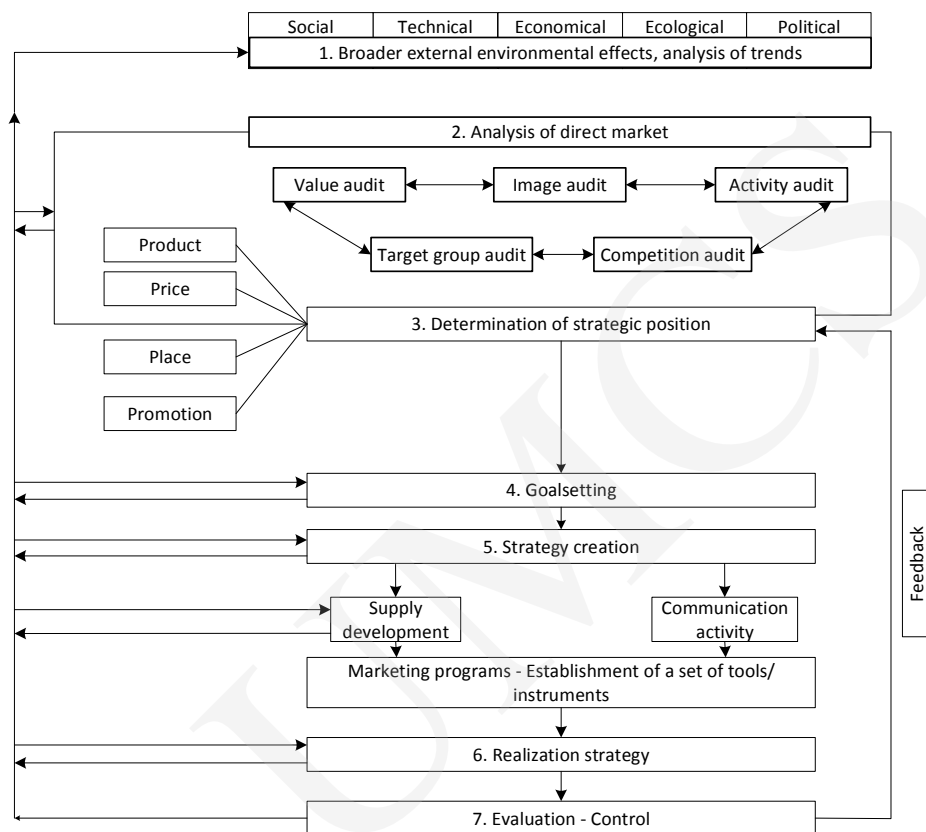 Social Technical Economical Ecological Political
1. Broader external environmental effects, analysis of trends
2. Analysis of direct market
Value audit Image audit Activity audit
Target group audit Competition audit
Product
Price
3. Determination of strategic position
Place
Promotion
4. Goalsetting
5. Strategy creation
Supply
development
Communication
activity
Marketing programs - Establishment of a set of tools/
instruments
6. Realization strategy
7. Evaluation - Control
Feedback
UMCS